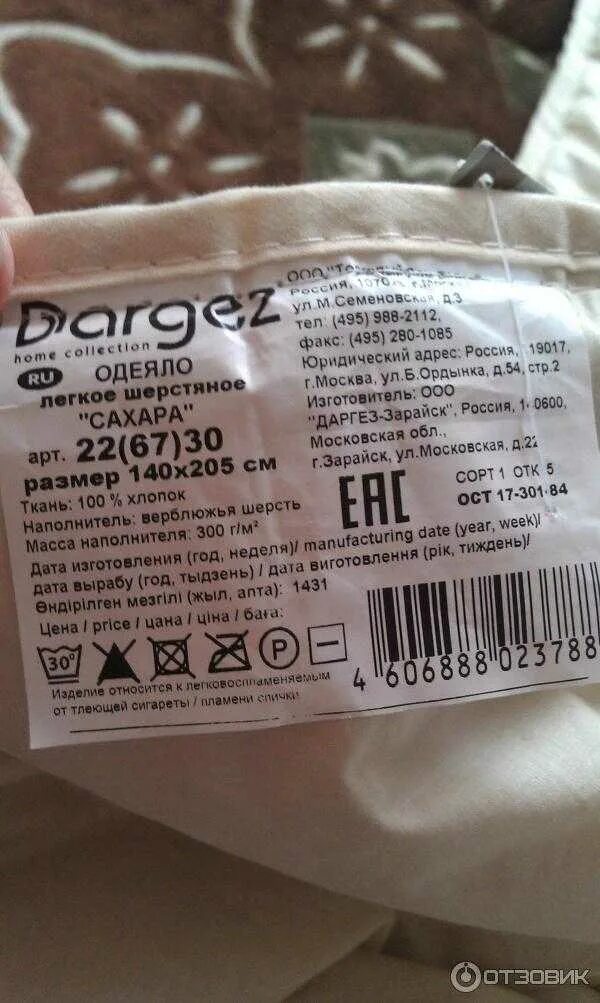 Dargez
home collection
RU ОДЕЯЛО
легкое шерстяное
"САХАРА"
арт. 22(67)30
размер 140x205 см
Ткань: 100 % хлопок
Наполнитель: верблюжья шерсть
Масса наполнителя: 300 г/м²
ООО
Россия,
ул.М.Семеновская, д.3
тел: (495) 988-2112,
факс: (495) 280-1085
Юридический адрес: Россия,
г.Москва, ул.Б.Ордынка, д.54, стр.2
Изготовитель: ООО
"ДАРГЕЗ-Зарайск", Россия,
Московская обл.,
г.Зарайск, ул.Московская, д.22
EAC
СОРТ 1 ОТК 5
ОСТ 17-301-84
Дата изготовления (год, неделя)/ manufacturing date (year, week)/
дата вырабу (год, тыдзень) / дата виготовлення (рік, тиждень)/
Өндірілген мезгілі (жыл, апта): 1431
Цена / price / цана / ціна / баға:
30° P
4 606888 023788
Изделие относится к легковоспламеняемым
от тлеющей сигареты / пламени спички
ОТЗОВИК